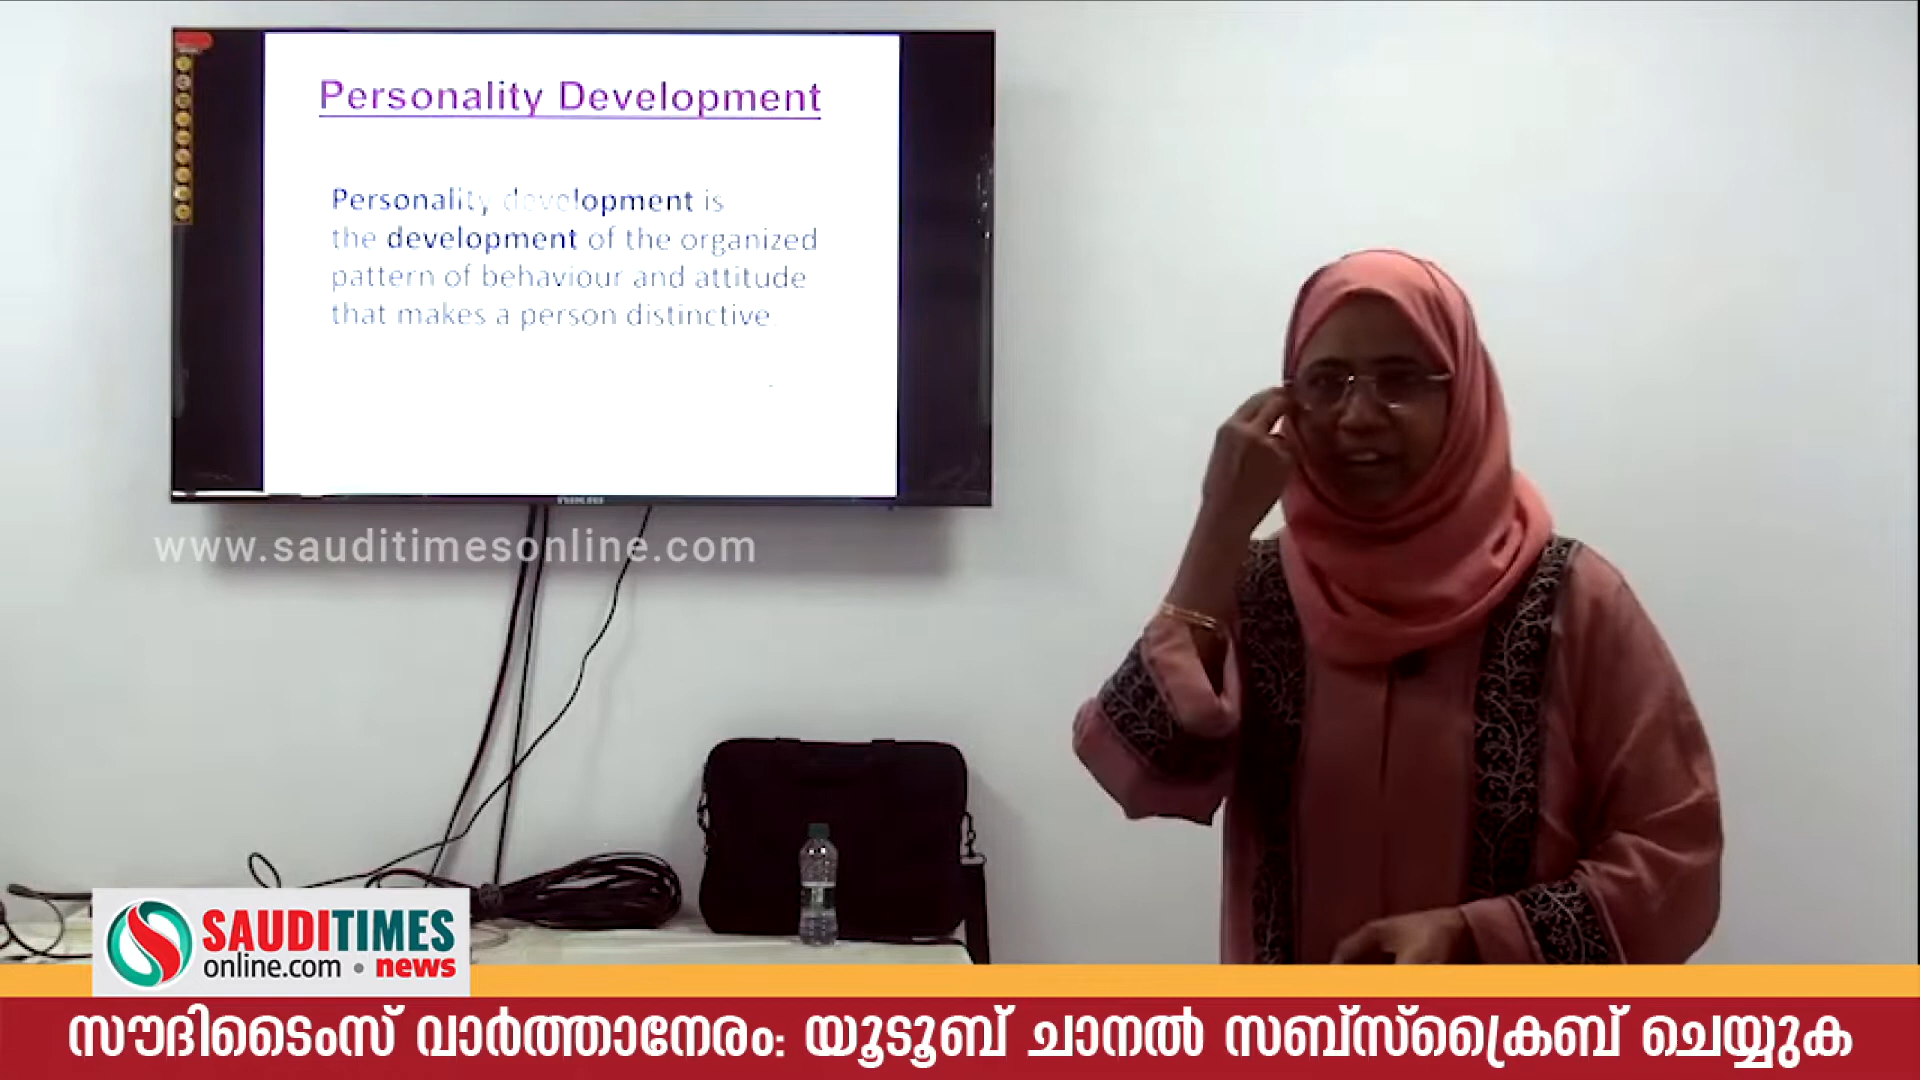 Personality Development
Personality development is
the development of the organized
pattern of behaviour and attitude
that makes a person distinctive.
www.sauditimesonline.com
SAUDITIMES
online.com • news
സൗദിടൈംസ് വാർത്താനേരം: യൂടൂബ് ചാനൽ സബ്സ്ക്രൈബ് ചെയ്യുക